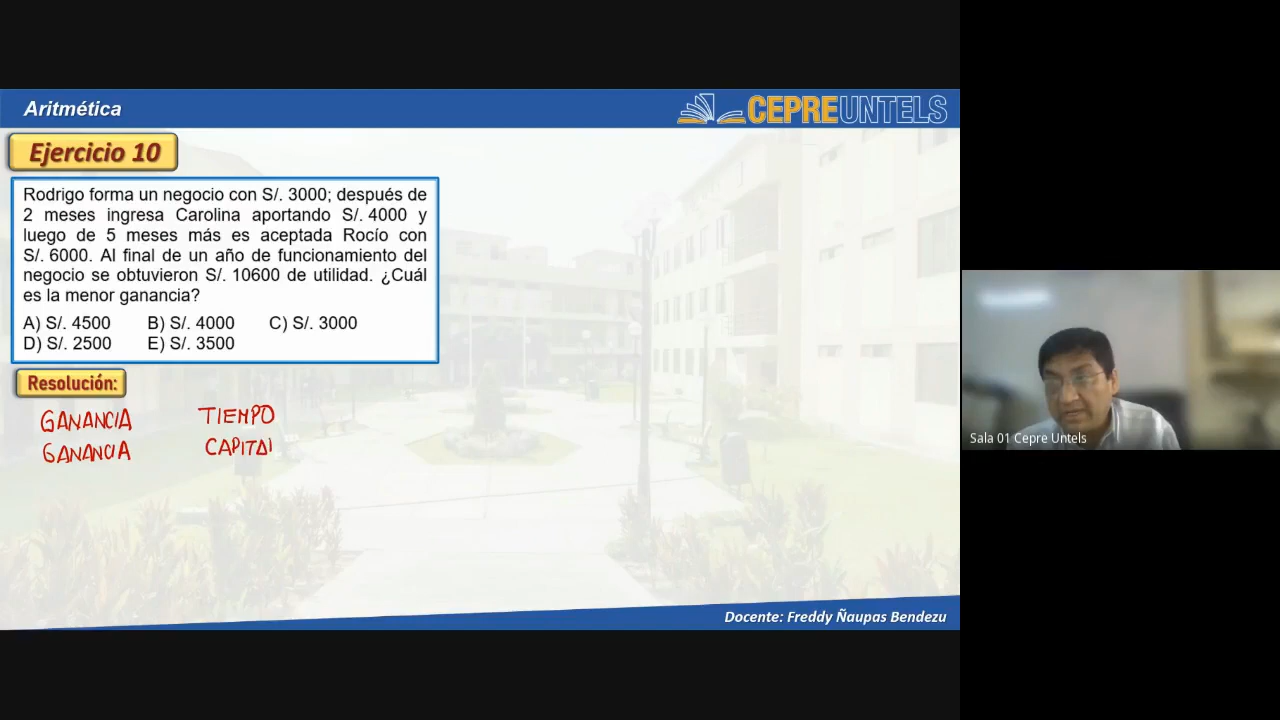 Aritmética
CEPREUNTELS
Ejercicio 10
Rodrigo forma un negocio con S/. 3000; después de
2 meses ingresa Carolina aportando S/. 4000 y
luego de 5 meses más es aceptada Rocío con
S/. 6000. Al final de un año de funcionamiento del
negocio se obtuvieron S/. 10600 de utilidad. ¿Cuál
es la menor ganancia?
A) S/. 4500 B) S/. 4000 C) S/. 3000
D) S/. 2500 E) S/. 3500
Resolución:
GANANCIA TIEMPO
GANANCIA CAPITAL
Sala 01 Cepre Untels
Docente: Freddy Ñaupas Bendezu